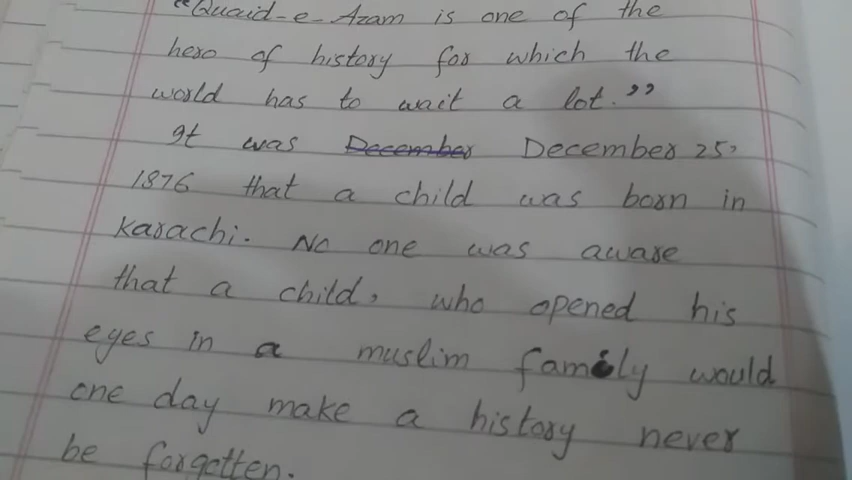 "Quaid-e-Azam is one of the
hero of history for which the
world has to wait a lot."
It was December December 25,
1876 that a child was born in
Karachi. No one was aware
that a child, who opened his
eyes in a muslim family would
one day make a history never
be forgotten.